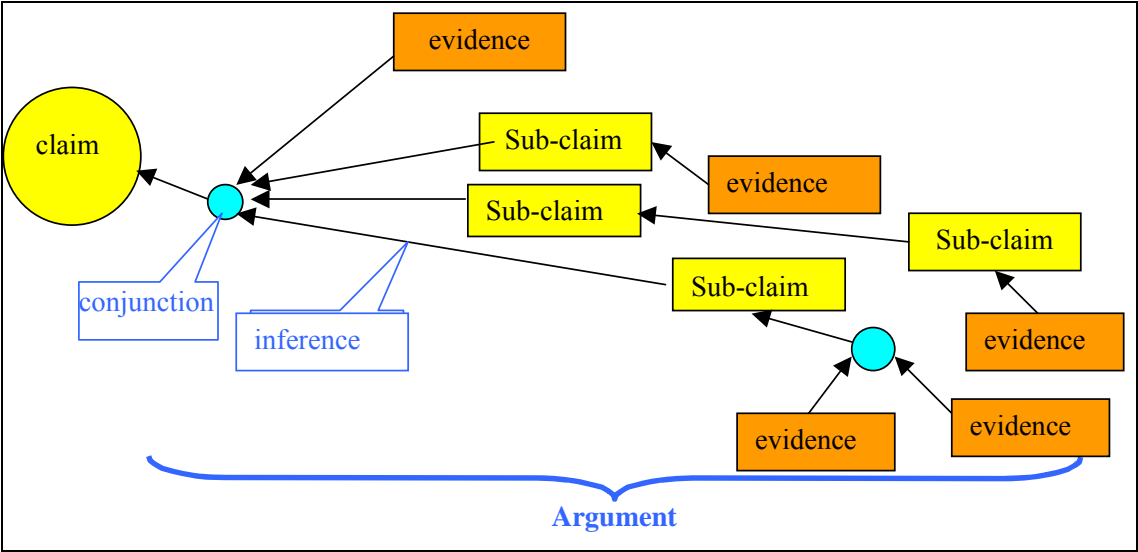 evidence
claim
Sub-claim
evidence
Sub-claim
Sub-claim
Sub-claim
conjunction
inference
evidence
evidence
evidence
Argument